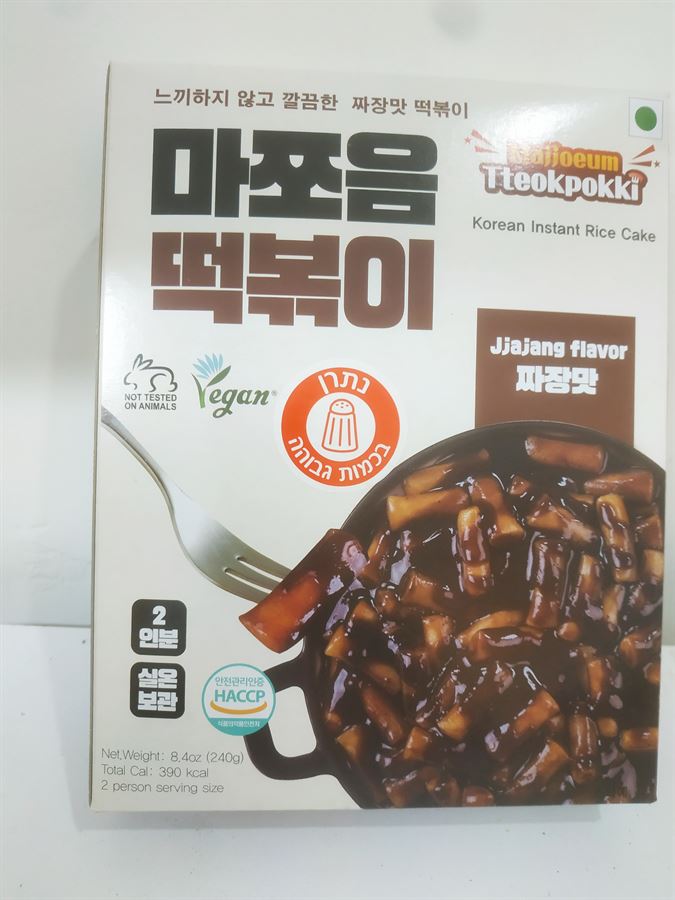 느끼하지 않고 깔끔한 짜장맛 떡볶이
마쪼음
떡볶이
Majjoeum
Tteokpokki
Korean Instant Rice Cake
Jjajang flavor
짜장맛
NOT TESTED
ON ANIMALS
Vegan®
נתרן
בכמות גבוהה
2
인분
실온
보관
안전관리인증
HACCP
식품의약품안전처
Net.Weight: 8.4oz (240g)
Total Cal: 390 kcal
2 person serving size